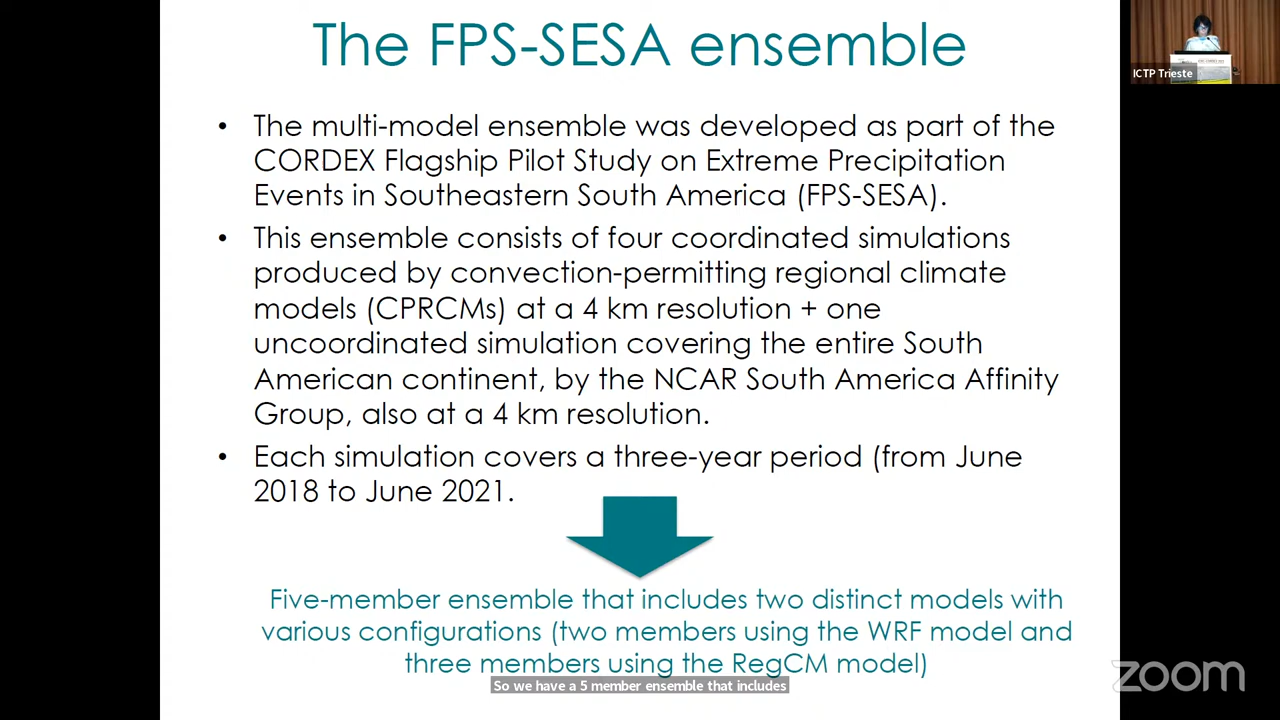 The FPS-SESA ensemble
• The multi-model ensemble was developed as part of the
CORDEX Flagship Pilot Study on Extreme Precipitation
Events in Southeastern South America (FPS-SESA).
• This ensemble consists of four coordinated simulations
produced by convection-permitting regional climate
models (CPRCMs) at a 4 km resolution + one
uncoordinated simulation covering the entire South
American continent, by the NCAR South America Affinity
Group, also at a 4 km resolution.
• Each simulation covers a three-year period (from June
2018 to June 2021.
Five-member ensemble that includes two distinct models with
various configurations (two members using the WRF model and
three members using the RegCM model)
So we have a 5 member ensemble that includes
ICTP Trieste
zoom